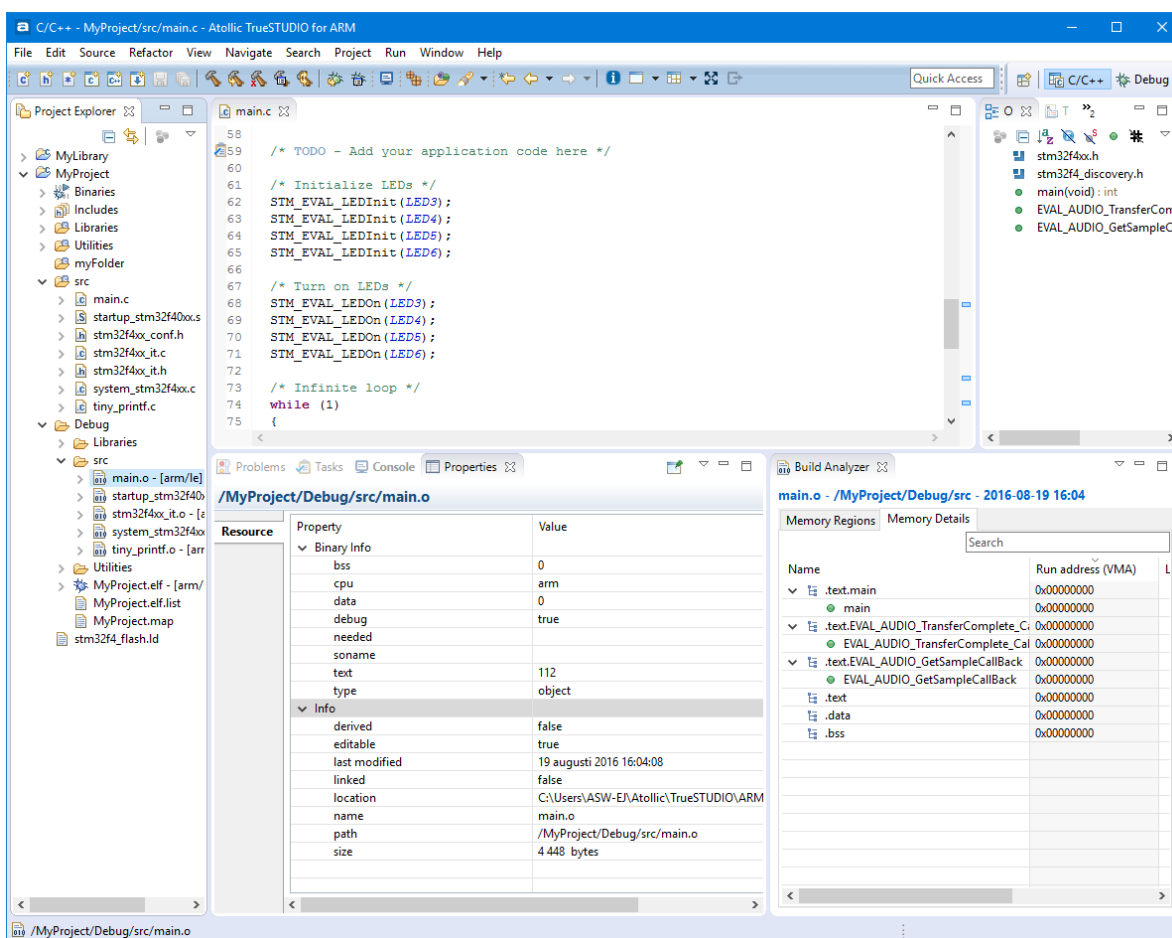 C/C++ - MyProject/src/main.c - Atollic TrueSTUDIO for ARM
File Edit Source Refactor View Navigate Search Project Run Window Help
Quick Access
C/C++
Debug
Project Explorer
MyLibrary
MyProject
Binaries
Includes
Libraries
Utilities
myFolder
src
main.c
startup_stm32f40xx.s
stm32f4xx_conf.h
stm32f4xx_it.c
stm32f4xx_it.h
system_stm32f4xx.c
tiny_printf.c
Debug
Libraries
src
main.o - [arm/le]
startup_stm32f40x
stm32f4xx_it.o - [a
system_stm32f4xx
tiny_printf.o - [arr
Utilities
MyProject.elf - [arm/
MyProject.elf.list
MyProject.map
stm32f4_flash.ld
main.c
58
59 /* TODO - Add your application code here */
60
61 /* Initialize LEDs */
62 STM_EVAL_LEDInit(LED3);
63 STM_EVAL_LEDInit(LED4);
64 STM_EVAL_LEDInit(LED5);
65 STM_EVAL_LEDInit(LED6);
66
67 /* Turn on LEDs */
68 STM_EVAL_LEDOn(LED3);
69 STM_EVAL_LEDOn(LED4);
70 STM_EVAL_LEDOn(LED5);
71 STM_EVAL_LEDOn(LED6);
72
73 /* Infinite loop */
74 while (1)
75 {
O T »2
stm32f4xx.h
stm32f4_discovery.h
main(void) : int
EVAL_AUDIO_TransferCom
EVAL_AUDIO_GetSampleC
Problems Tasks Console Properties
/MyProject/Debug/src/main.o
Resource
Property Value
Binary Info
bss 0
cpu arm
data 0
debug true
needed
soname
text 112
type object
Info
derived false
editable true
last modified 19 augusti 2016 16:04:08
linked false
location C:\Users\ASW-EJ\Atollic\TrueSTUDIO\ARM
name main.o
path /MyProject/Debug/src/main.o
size 4 448 bytes
Build Analyzer
main.o - /MyProject/Debug/src - 2016-08-19 16:04
Memory Regions Memory Details
Search
Name Run address (VMA) L
.text.main 0x00000000
main 0x00000000
.text.EVAL_AUDIO_TransferComplete_Ca 0x00000000
EVAL_AUDIO_TransferComplete_Cal 0x00000000
.text.EVAL_AUDIO_GetSampleCallBack 0x00000000
EVAL_AUDIO_GetSampleCallBack 0x00000000
.text 0x00000000
.data 0x00000000
.bss 0x00000000
/MyProject/Debug/src/main.o